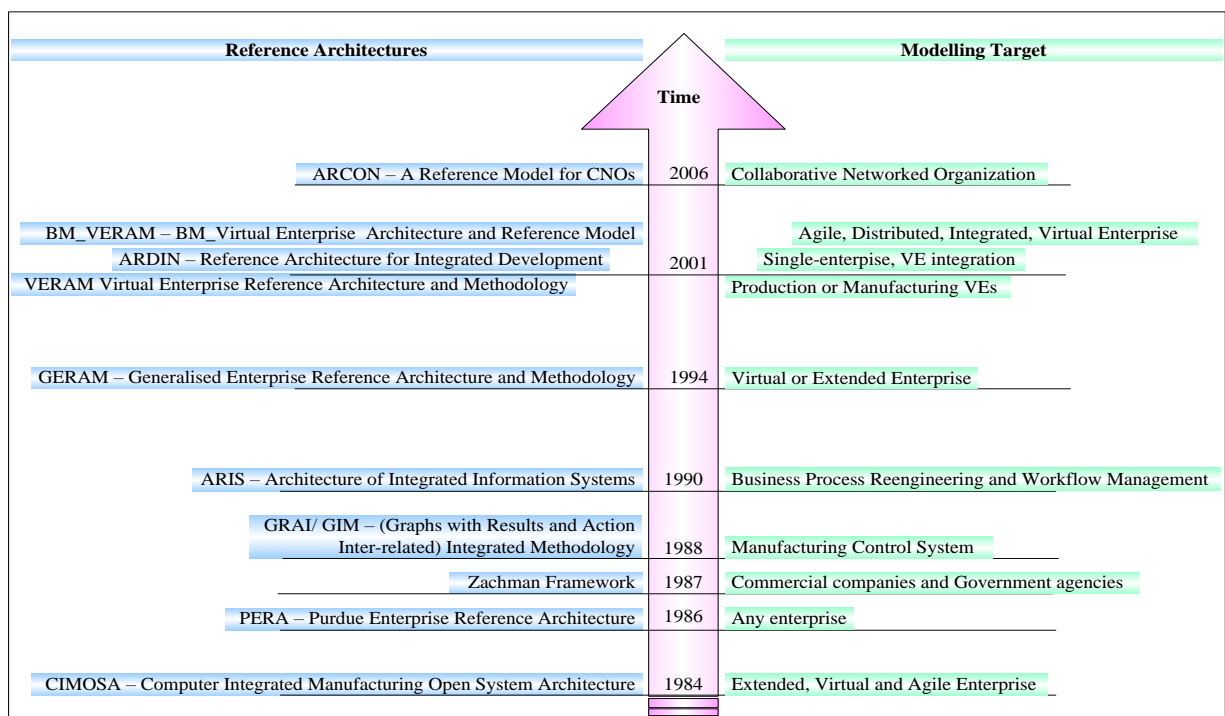 Reference Architectures
Modelling Target
Time
ARCON – A Reference Model for CNOs
2006
Collaborative Networked Organization
BM_VERAM – BM_Virtual Enterprise Architecture and Reference Model
Agile, Distributed, Integrated, Virtual Enterprise
ARDIN – Reference Architecture for Integrated Development
2001
Single-enterpise, VE integration
VERAM Virtual Enterprise Reference Architecture and Methodology
Production or Manufacturing VEs
GERAM – Generalised Enterprise Reference Architecture and Methodology
1994
Virtual or Extended Enterprise
ARIS – Architecture of Integrated Information Systems
1990
Business Process Reengineering and Workflow Management
GRAI/ GIM – (Graphs with Results and Action
Inter-related) Integrated Methodology
1988
Manufacturing Control System
Zachman Framework
1987
Commercial companies and Government agencies
PERA – Purdue Enterprise Reference Architecture
1986
Any enterprise
CIMOSA – Computer Integrated Manufacturing Open System Architecture
1984
Extended, Virtual and Agile Enterprise